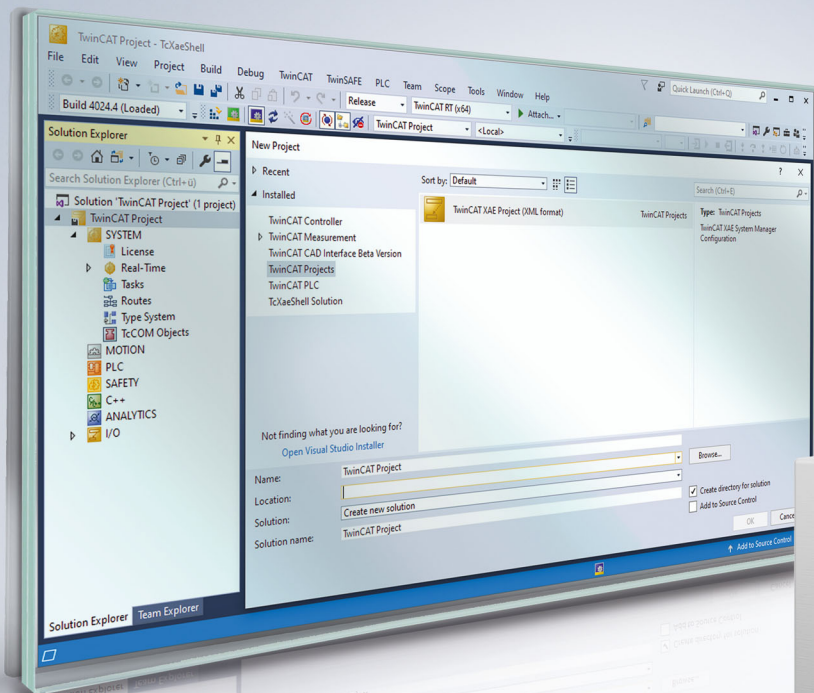 TwinCAT Project - TcXaeShell
File Edit View Project Build Debug TwinCAT TwinSAFE PLC Team Scope Tools Window Help
Quick Launch (Ctrl+Q)
Release TwinCAT RT (x64) Attach...
Build 4024.4 (Loaded) TwinCAT Project <Local>
Solution Explorer
Search Solution Explorer (Ctrl+ü)
Solution 'TwinCAT Project' (1 project)
TwinCAT Project
SYSTEM
License
Real-Time
Tasks
Routes
Type System
TcCOM Objects
MOTION
PLC
SAFETY
C++
ANALYTICS
I/O
Solution Explorer Team Explorer
New Project
? X
Recent
Installed
TwinCAT Controller
TwinCAT Measurement
TwinCAT CAD Interface Beta Version
TwinCAT Projects
TwinCAT PLC
TcXaeShell Solution
Not finding what you are looking for?
Open Visual Studio Installer
Sort by: Default
Search (Ctrl+E)
TwinCAT XAE Project (XML format) TwinCAT Projects
Type: TwinCAT Projects
TwinCAT XAE System Manager
Configuration
Name: TwinCAT Project
Location:
Browse...
Solution: Create new solution
Solution name: TwinCAT Project
Create directory for solution
Add to Source Control
OK
Add to Source Control